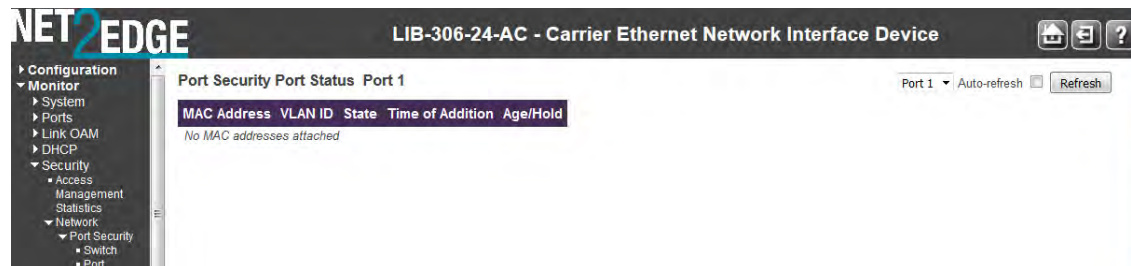 NET2EDGE
LIB-306-24-AC - Carrier Ethernet Network Interface Device
?
Configuration
Monitor
System
Ports
Link OAM
DHCP
Security
Access
Management
Statistics
Network
Port Security
Switch
Port
Port Security Port Status Port 1
Port 1 Auto-refresh Refresh
MAC Address VLAN ID State Time of Addition Age/Hold
No MAC addresses attached